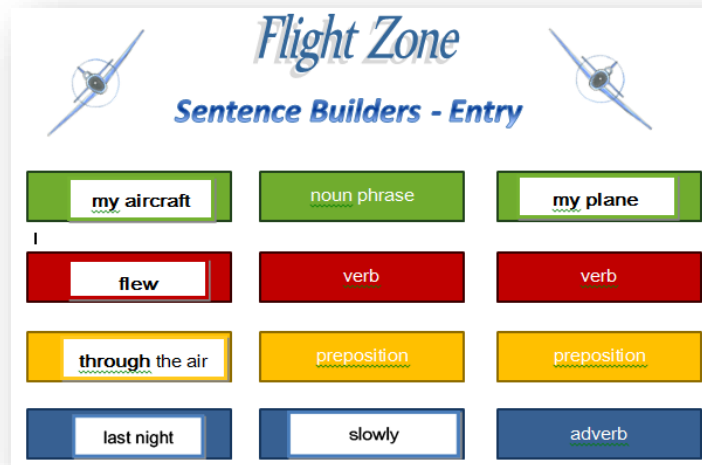 Flight Zone
Sentence Builders - Entry
my aircraft noun phrase my plane
I
flew verb verb
through the air preposition preposition
last night slowly adverb